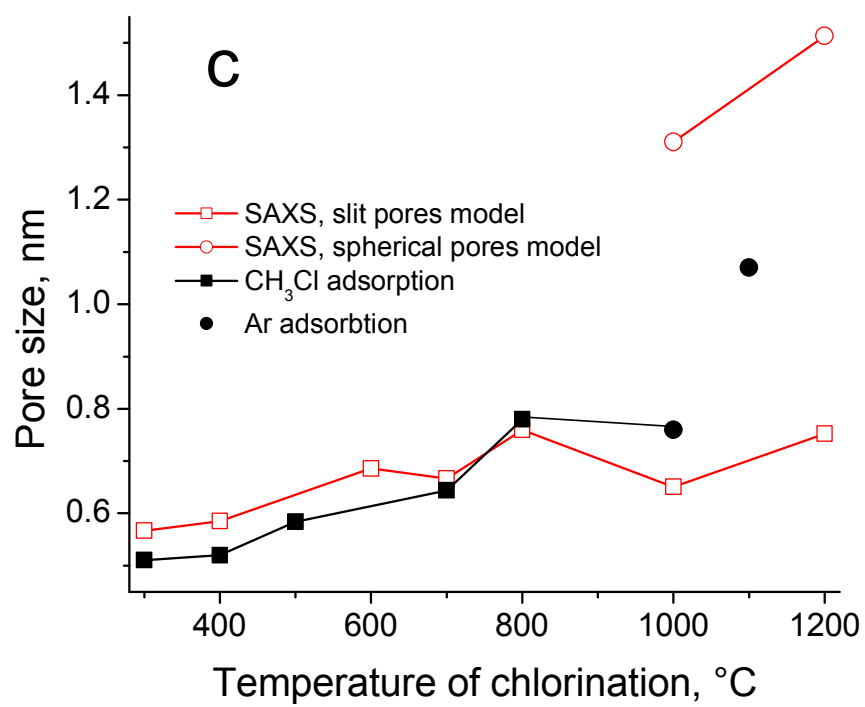 c
1.4
1.2
1.0
0.8
0.6
Pore size, nm
SAXS, slit pores model
SAXS, spherical pores model
CH₃Cl adsorption
Ar adsorbtion
400 600 800 1000 1200
Temperature of chlorination, °C